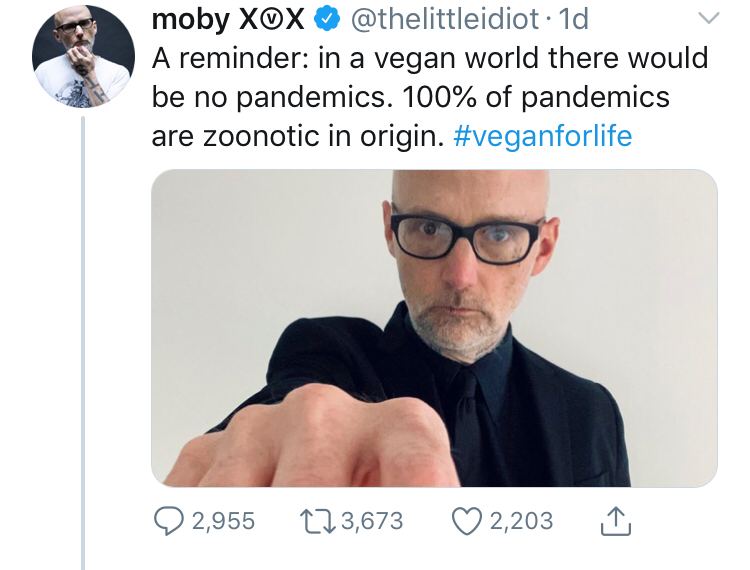 moby XⓥX @thelittleidiot · 1d
A reminder: in a vegan world there would
be no pandemics. 100% of pandemics
are zoonotic in origin. #veganforlife
2,955 3,673 2,203